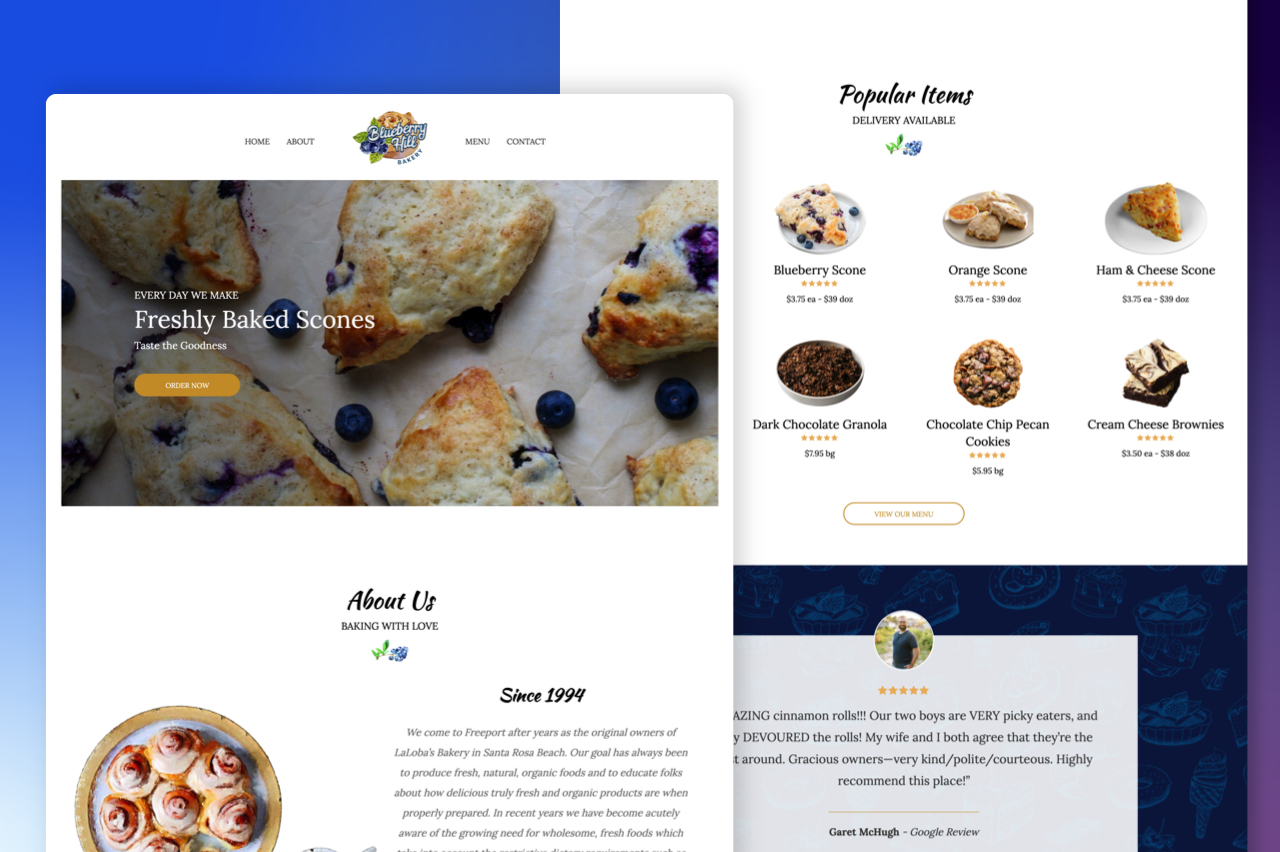 HOME ABOUT
Blueberry
Hill
BAKERY
MENU CONTACT
EVERY DAY WE MAKE
Freshly Baked Scones
Taste the Goodness
ORDER NOW
About Us
BAKING WITH LOVE
Since 1994
We come to Freeport after years as the original owners of
LaLoba's Bakery in Santa Rosa Beach. Our goal has always been
to produce fresh, natural, organic foods and to educate folks
about how delicious truly fresh and organic products are when
properly prepared. In recent years we have become acutely
aware of the growing need for wholesome, fresh foods which
take into account the restrictive dietary requirements such as
Popular Items
DELIVERY AVAILABLE
Blueberry Scone
$3.75 ea - $39 doz
Orange Scone
$3.75 ea - $39 doz
Ham & Cheese Scone
$3.75 ea - $39 doz
Dark Chocolate Granola
$7.95 bg
Chocolate Chip Pecan
Cookies
$5.95 bg
Cream Cheese Brownies
$3.50 ea - $38 doz
VIEW OUR MENU
AZING cinnamon rolls!!! Our two boys are VERY picky eaters, and
y DEVOURED the rolls! My wife and I both agree that they're the
t around. Gracious owners—very kind/polite/courteous. Highly
recommend this place!"
Garet McHugh - Google Review